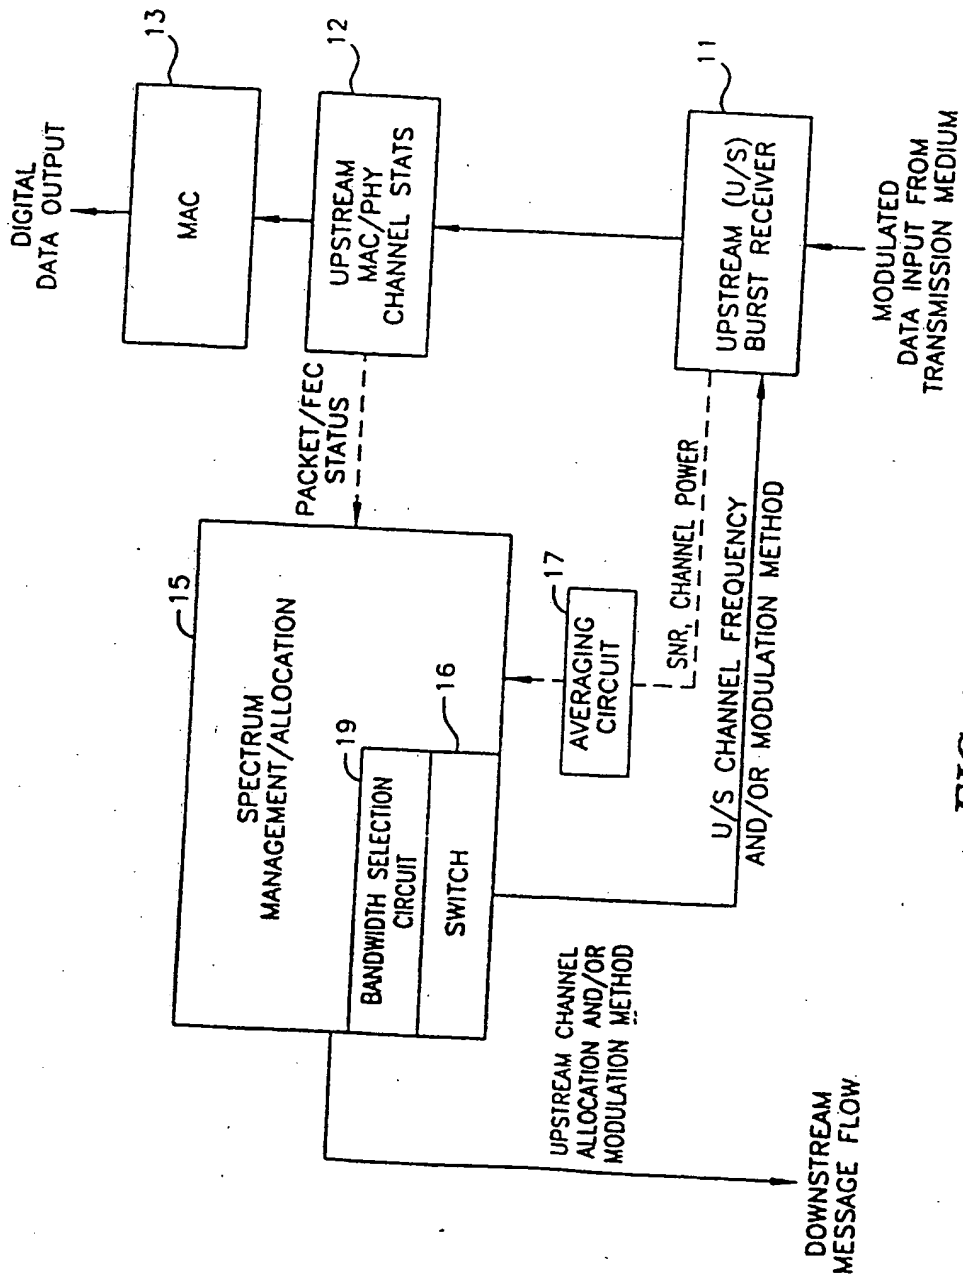 DIGITAL
DATA OUTPUT
13
MAC
12
UPSTREAM
MAC/PHY
CHANNEL STATS
PACKET/FEC
STATUS
11
UPSTREAM (U/S)
BURST RECEIVER
MODULATED
DATA INPUT FROM
TRANSMISSION MEDIUM
15
SPECTRUM
MANAGEMENT/ALLOCATION
19
BANDWIDTH SELECTION
CIRCUIT
16
SWITCH
17
AVERAGING
CIRCUIT
SNR, CHANNEL POWER
U/S CHANNEL FREQUENCY
AND/OR MODULATION METHOD
UPSTREAM CHANNEL
ALLOCATION AND/OR
MODULATION METHOD
DOWNSTREAM
MESSAGE FLOW